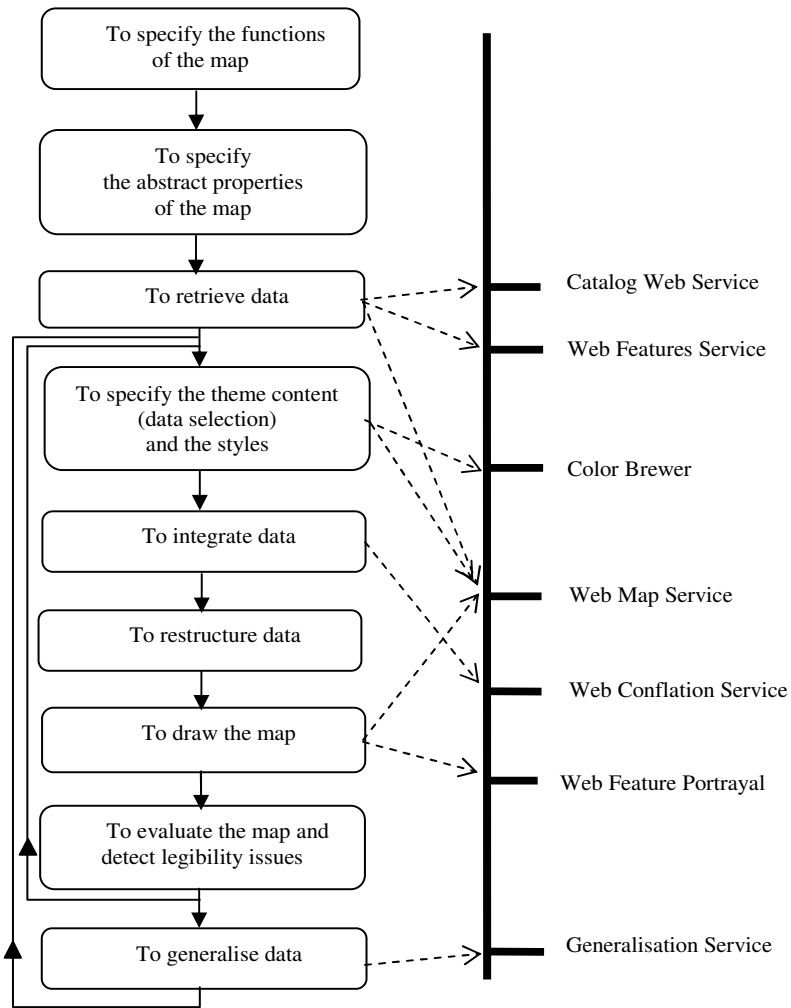 To specify the functions
of the map
To specify
the abstract properties
of the map
To retrieve data
To specify the theme content
(data selection)
and the styles
To integrate data
To restructure data
To draw the map
To evaluate the map and
detect legibility issues
To generalise data
Catalog Web Service
Web Features Service
Color Brewer
Web Map Service
Web Conflation Service
Web Feature Portrayal
Generalisation Service